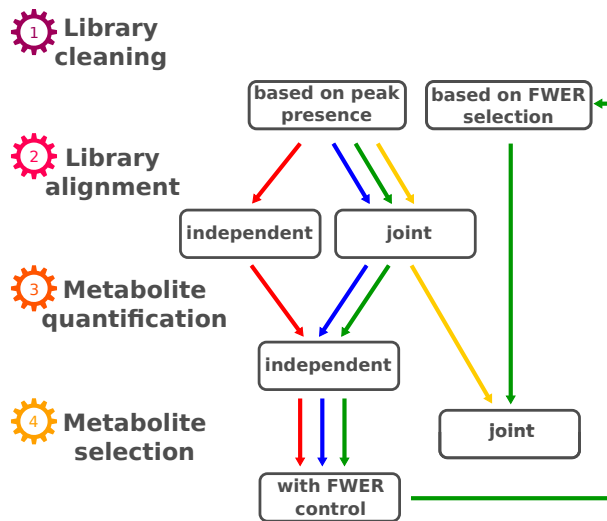 1 Library
cleaning
based on peak
presence
based on FWER
selection
2 Library
alignment
independent
joint
3 Metabolite
quantification
independent
4 Metabolite
selection
joint
with FWER
control